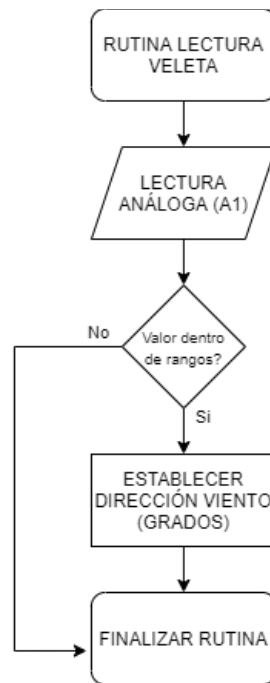 RUTINA LECTURA
VELETA
LECTURA
ANÁLOGA (A1)
No
Valor dentro
de rangos?
Si
ESTABLECER
DIRECCIÓN VIENTO
(GRADOS)
FINALIZAR RUTINA